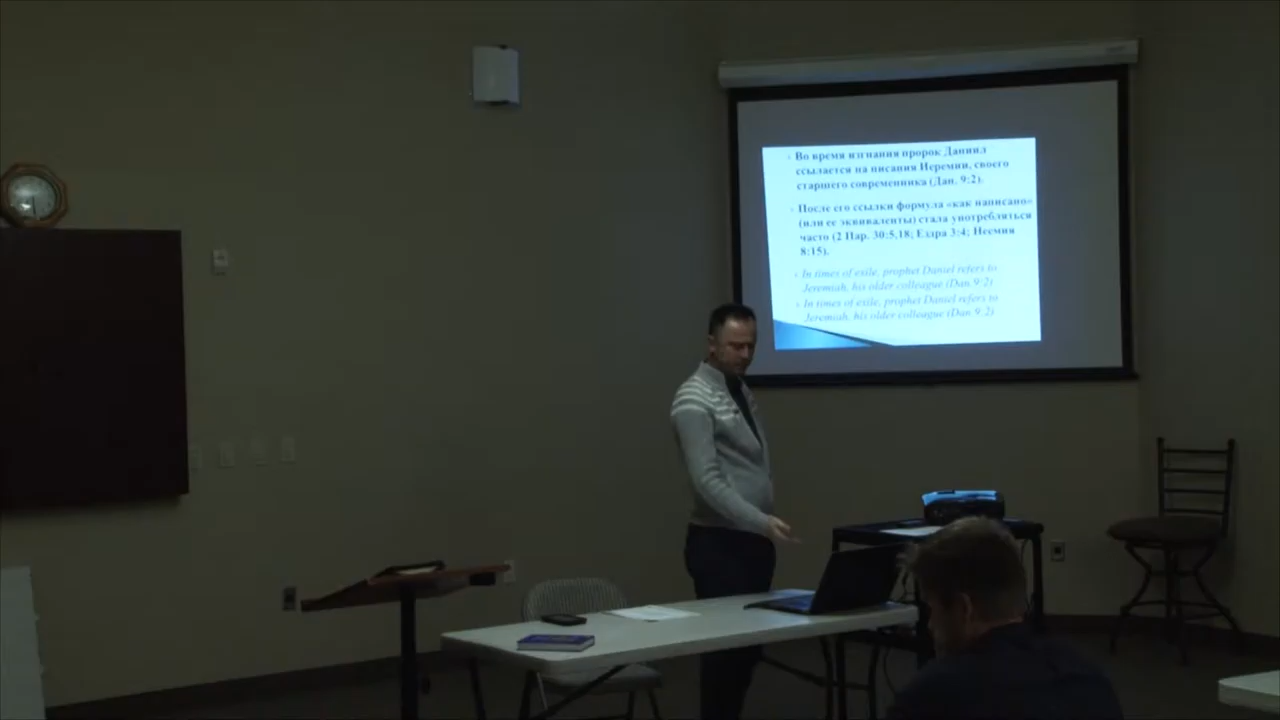 Во время изгнания пророк Даниил
ссылается на писания Иеремии, своего
старшего современника (Дан. 9:2).
После его ссылки формула «как написано»
(или ее эквиваленты) стала употребляться
часто (2 Пар. 30:5,18; Ездра 3:4; Неемия
8:15).
In times of exile, prophet Daniel refers to
Jeremiah, his older colleague (Dan 9:2)
In times of exile, prophet Daniel refers to
Jeremiah, his older colleague (Dan 9:2)